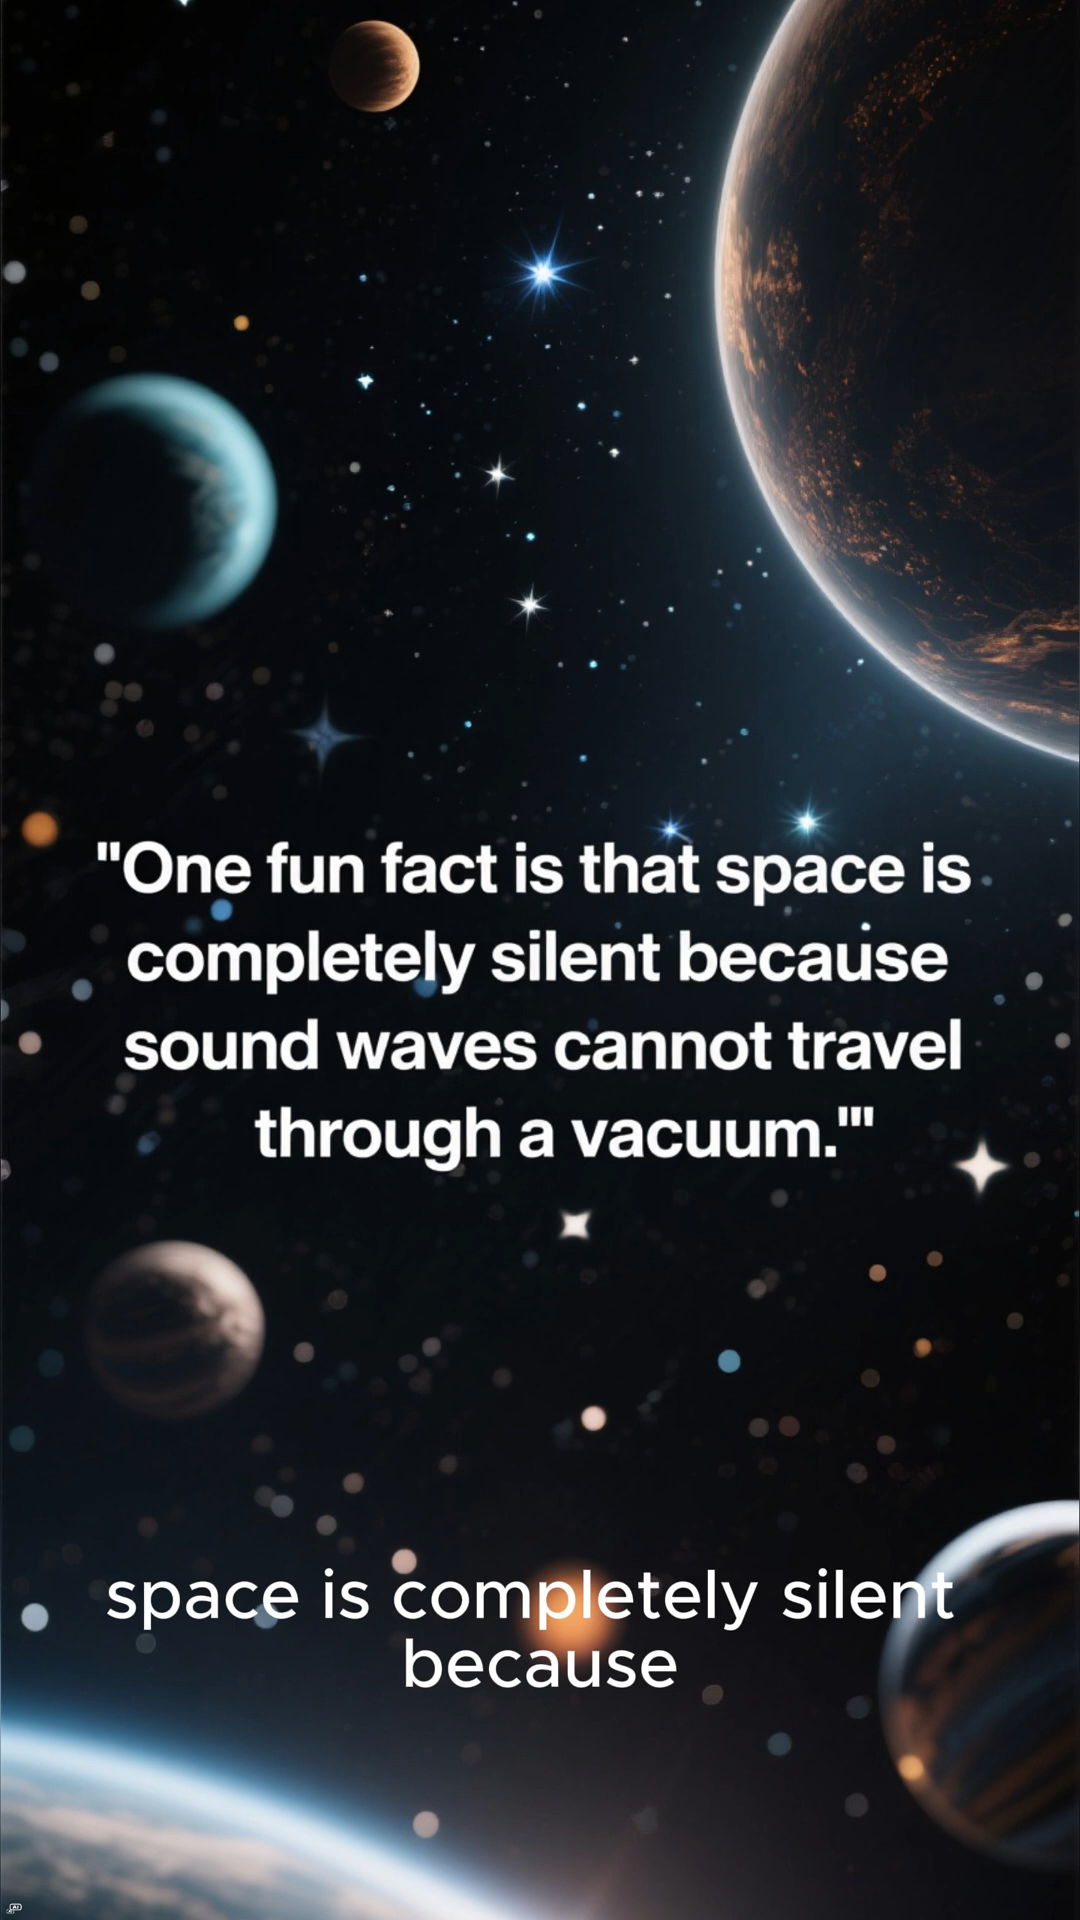 "One fun fact is that space is
completely silent because
sound waves cannot travel
through a vacuum."'
space is completely silent
because
AI